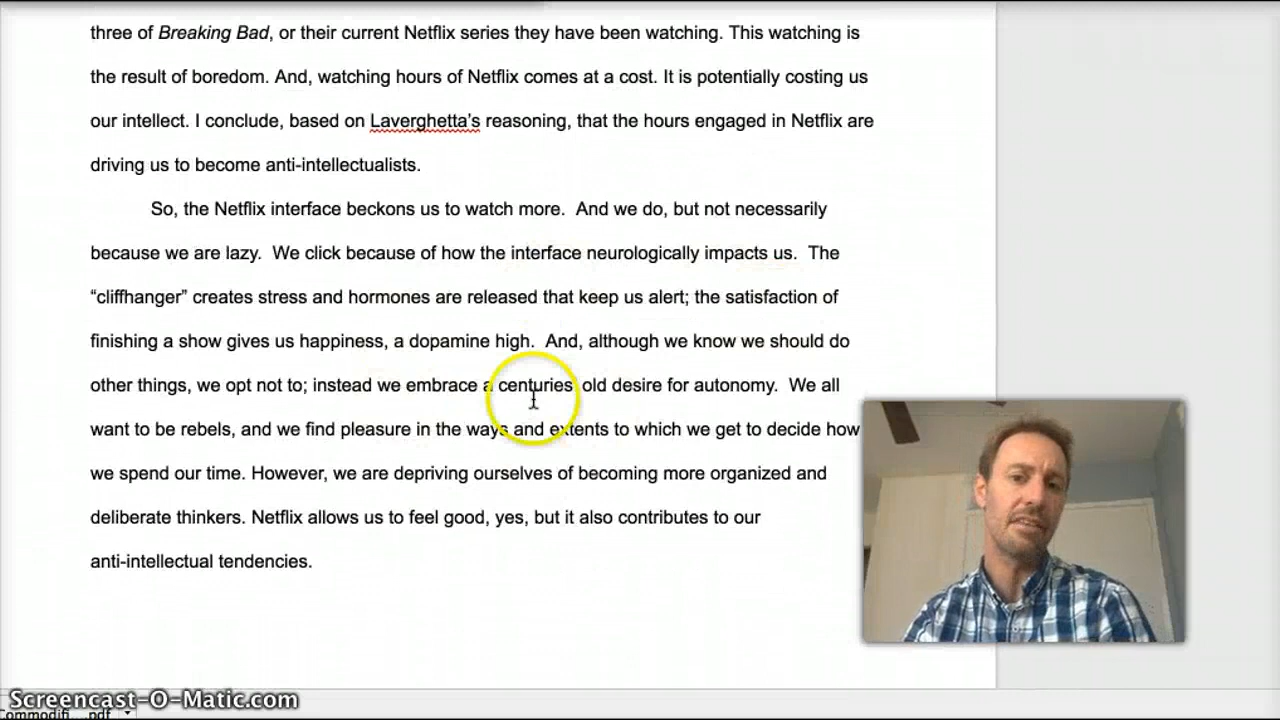 three of Breaking Bad, or their current Netflix series they have been watching. This watching is
the result of boredom. And, watching hours of Netflix comes at a cost. It is potentially costing us
our intellect. I conclude, based on Laverghetta's reasoning, that the hours engaged in Netflix are
driving us to become anti-intellectualists.
So, the Netflix interface beckons us to watch more.  And we do, but not necessarily
because we are lazy.  We click because of how the interface neurologically impacts us.  The
“cliffhanger” creates stress and hormones are released that keep us alert; the satisfaction of
finishing a show gives us happiness, a dopamine high.  And, although we know we should do
other things, we opt not to; instead we embrace a centuries old desire for autonomy.  We all
want to be rebels, and we find pleasure in the ways and extents to which we get to decide how
we spend our time. However, we are depriving ourselves of becoming more organized and
deliberate thinkers. Netflix allows us to feel good, yes, but it also contributes to our
anti-intellectual tendencies.
Screencast-O-Matic.com
Commodifi....pdf